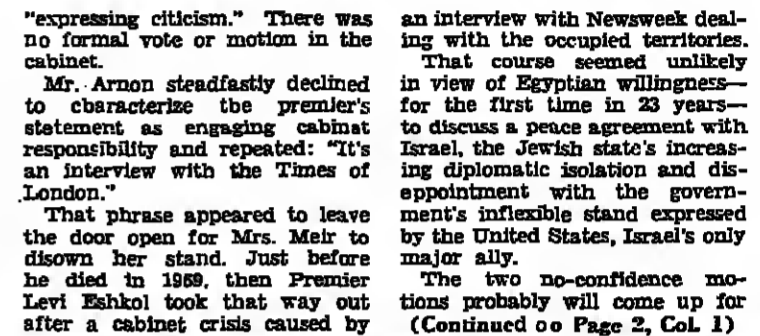 "expressing citicism." There was
no formal vote or motion in the
cabinet.
Mr. Arnon steadfastly declined
to characterize the premier's
statement as engaging cabinat
responsibility and repeated: "It's
an interview with the Times of
London."
That phrase appeared to leave
the door open for Mrs. Meir to
disown her stand. Just before
he died in 1969, then Premier
Levi Eshkol took that way out
after a cabinet crisis caused by
an interview with Newsweek deal-
ing with the occupied territories.
That course seemed unlikely
in view of Egyptian willingness—
for the first time in 23 years—
to discuss a peace agreement with
Israel, the Jewish state's increas-
ing diplomatic isolation and dis-
appointment with the govern-
ment's inflexible stand expressed
by the United States, Israel's only
major ally.
The two no-confidence mo-
tions probably will come up for
(Continued on Page 2, Col. 1)